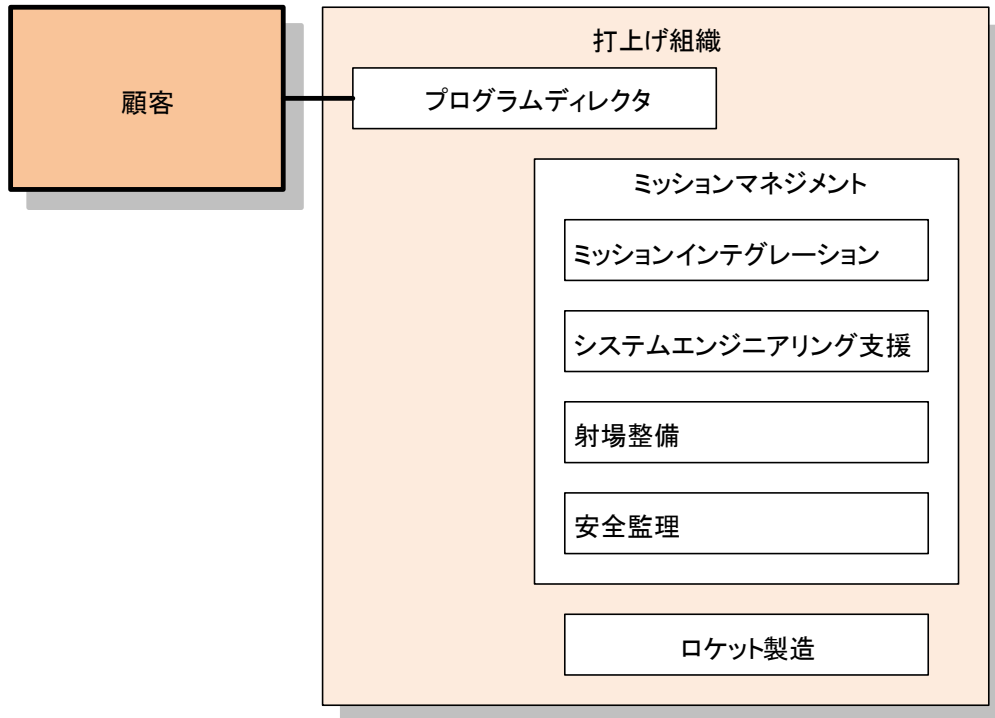 顧客
打上げ組織
プログラムディレクタ
ミッションマネジメント
ミッションインテグレーション
システムエンジニアリング支援
射場整備
安全監理
ロケット製造